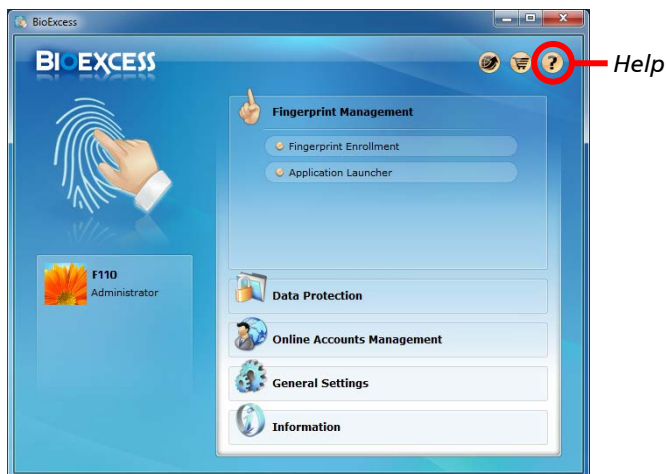 BioExcess
BIOEXCESS
?
Help
Fingerprint Management
Fingerprint Enrollment
Application Launcher
F110
Administrator
Data Protection
Online Accounts Management
General Settings
Information